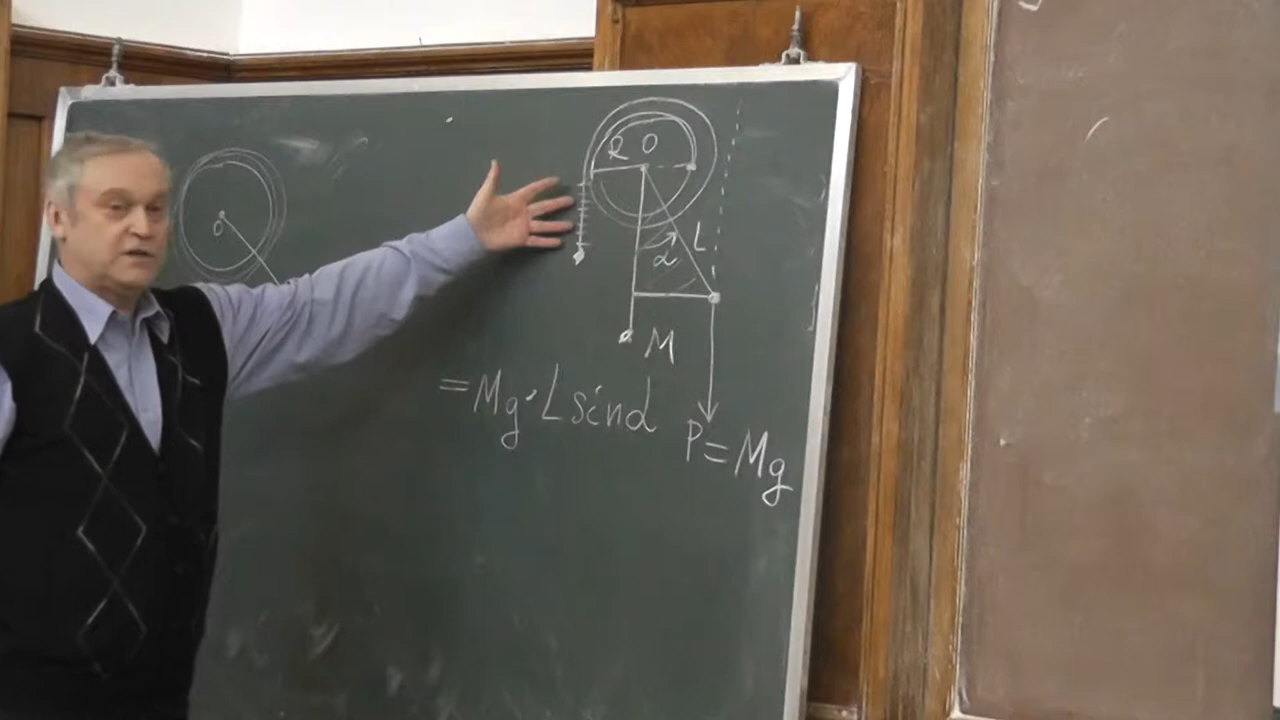 R O
O
L
α
M
= Mg · L sin α
P = Mg